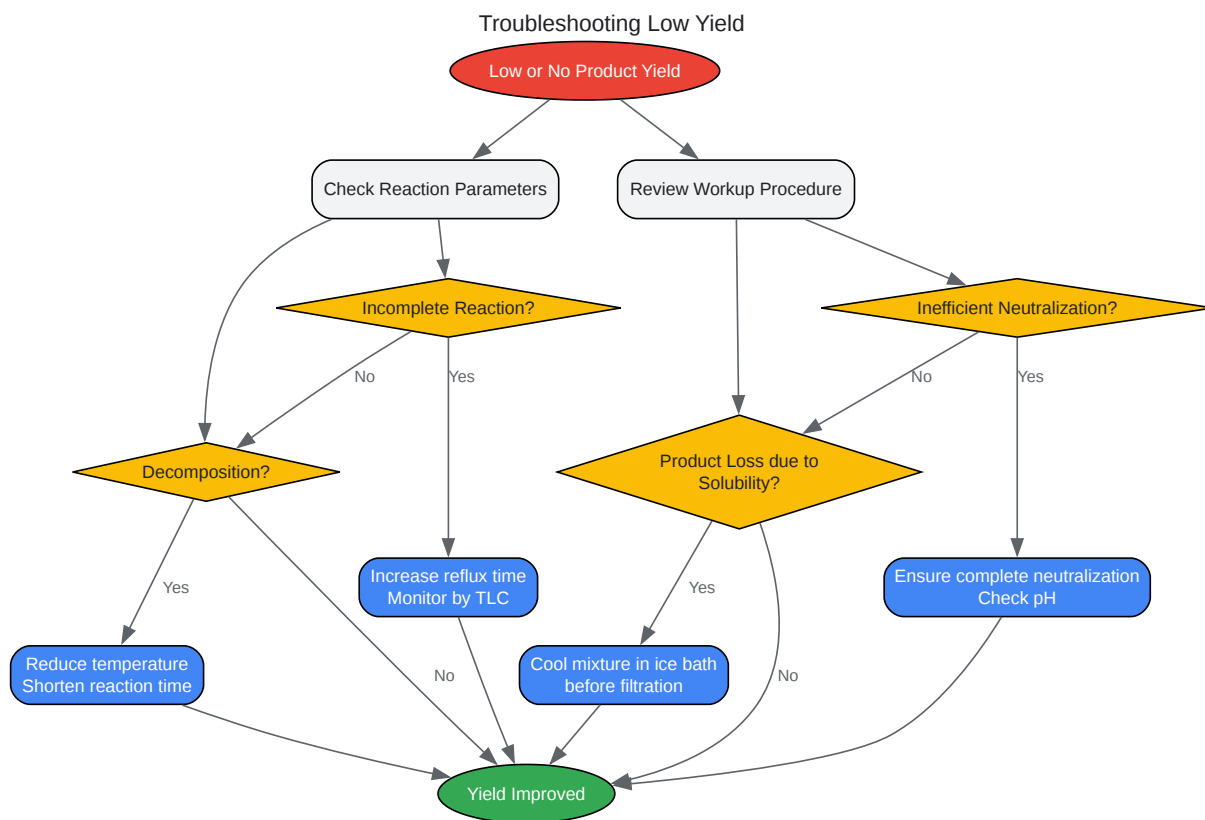 Troubleshooting Low Yield
Low or No Product Yield
Check Reaction Parameters
Review Workup Procedure
Incomplete Reaction?
Inefficient Neutralization?
No
Yes
No
Yes
Decomposition?
Product Loss due to
Solubility?
Yes
Increase reflux time
Monitor by TLC
Yes
Ensure complete neutralization
Check pH
Reduce temperature
Shorten reaction time
No
Cool mixture in ice bath
before filtration
No
Yield Improved